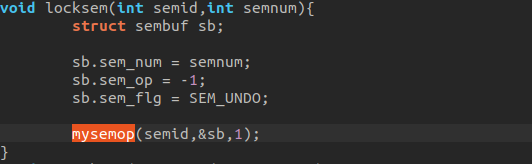 void locksem(int semid,int semnum){
struct sembuf sb;
sb.sem_num = semnum;
sb.sem_op = -1;
sb.sem_flg = SEM_UNDO;
mysemop(semid,&sb,1);
}